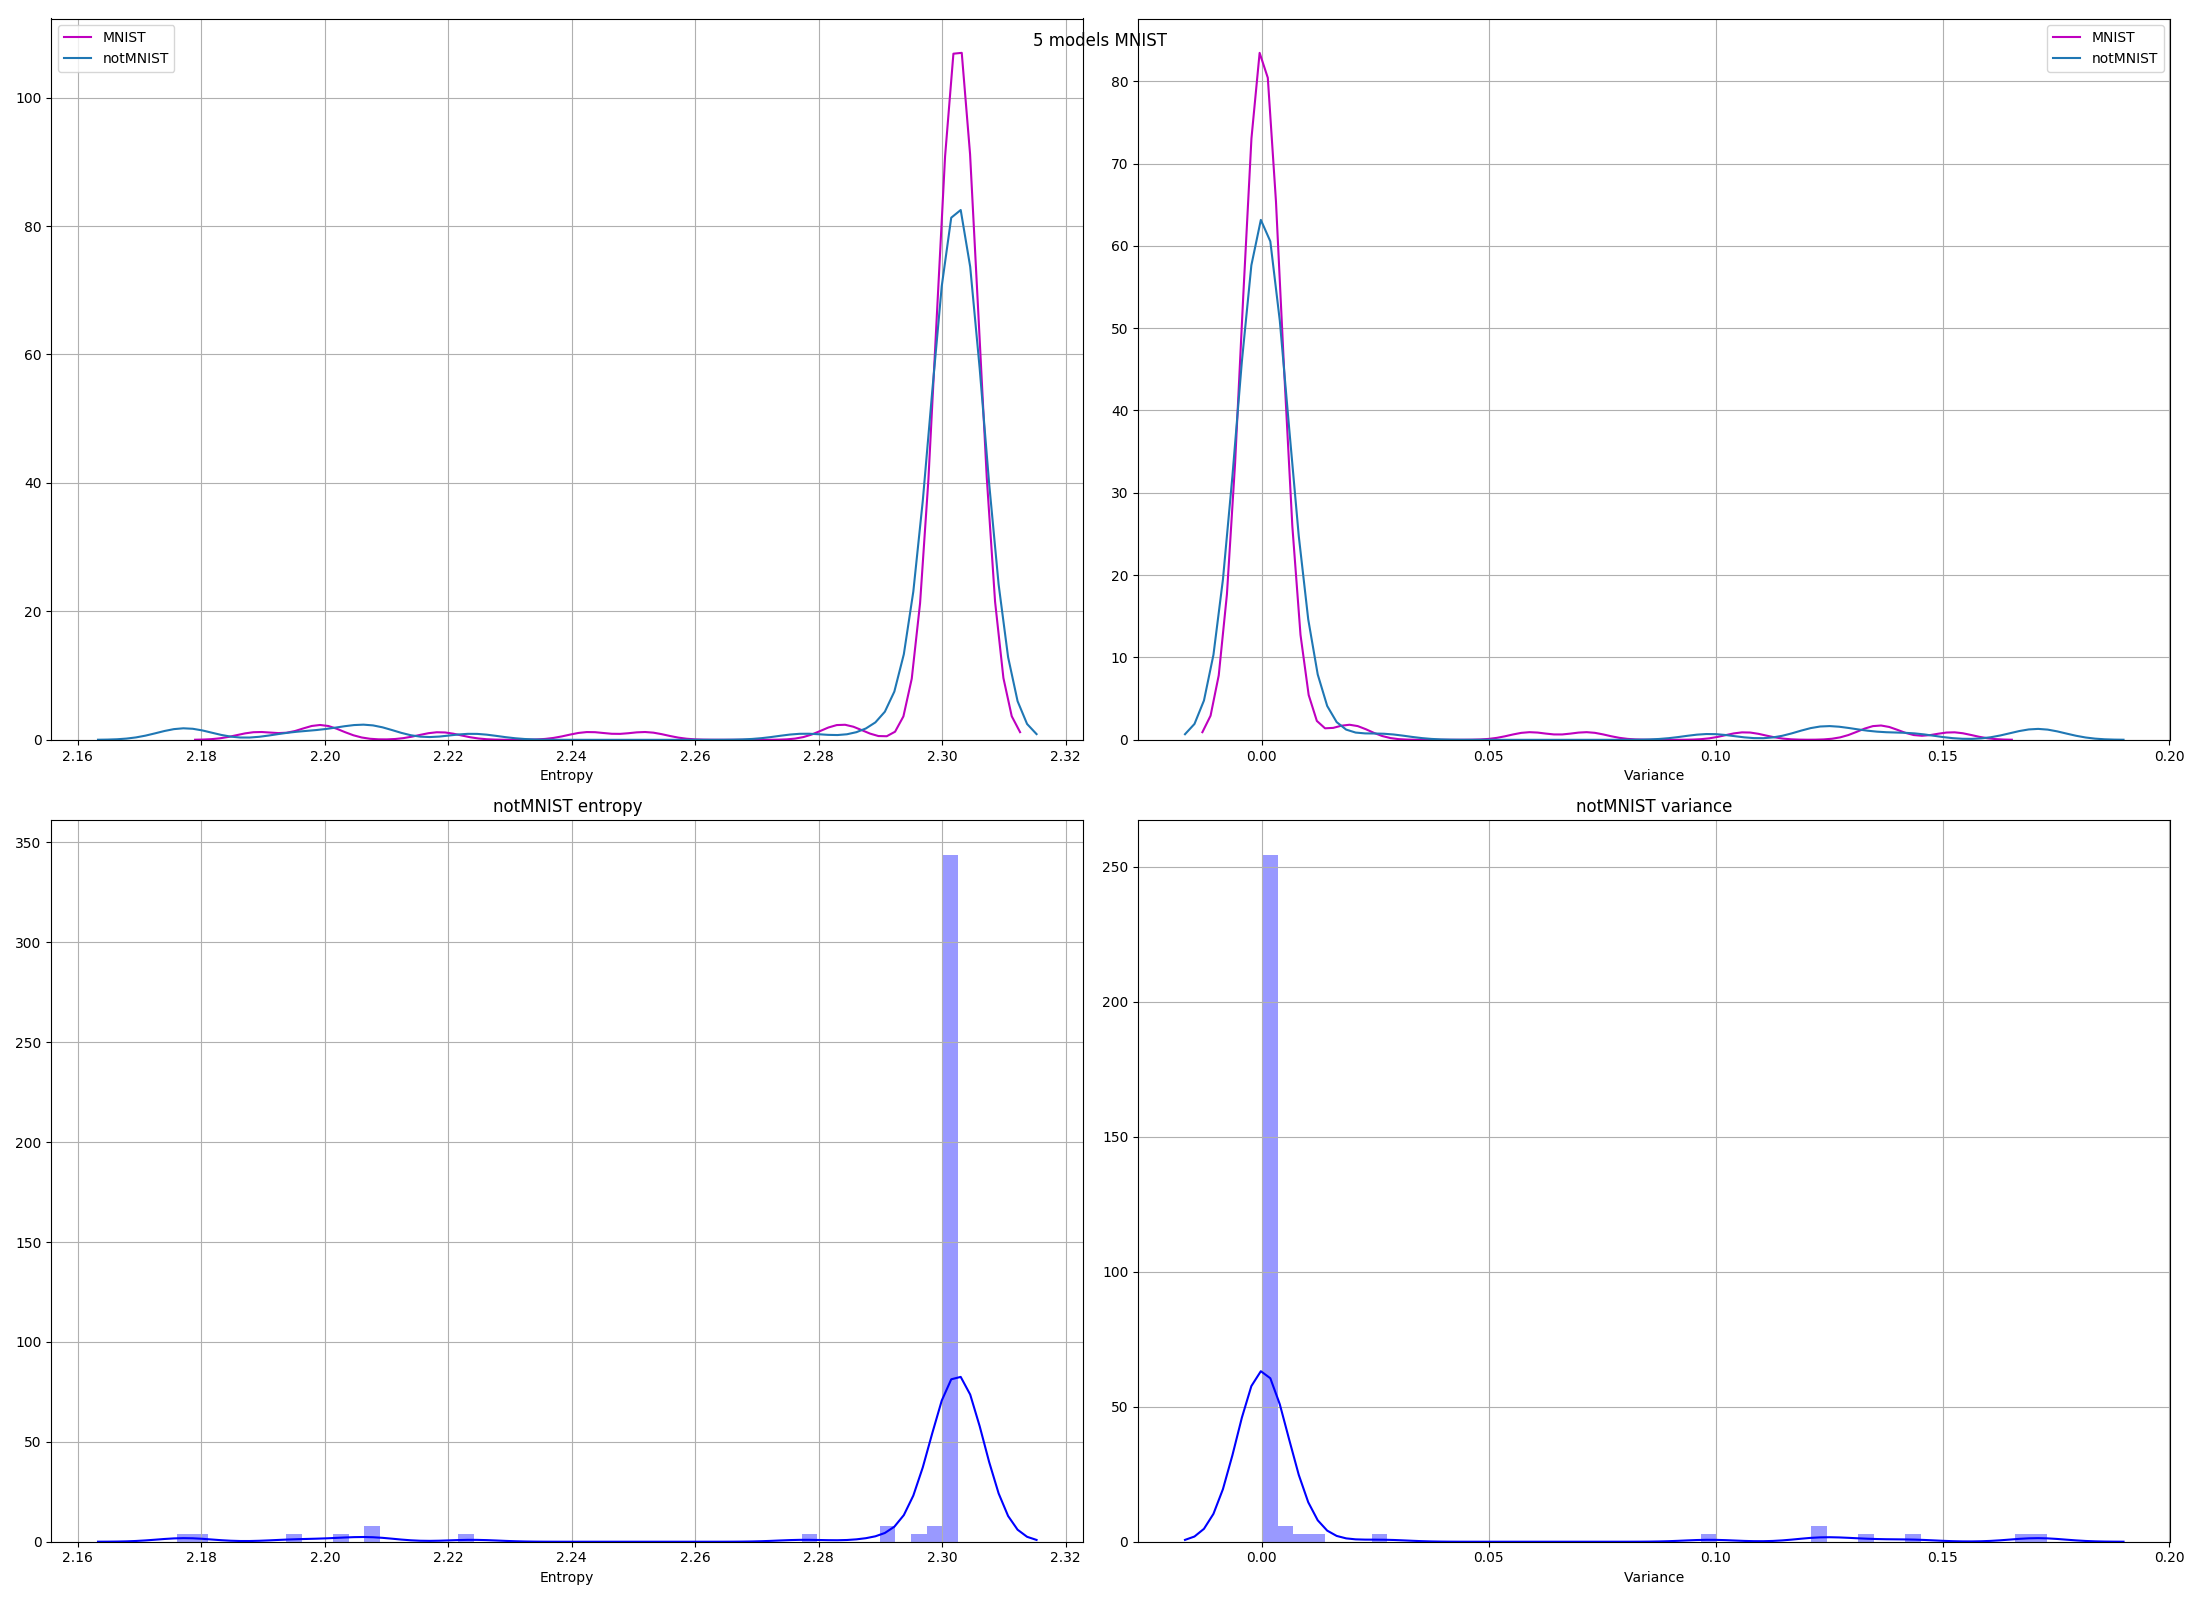 5 models MNIST
MNIST
notMNIST
100
80
60
40
20
0
2.16 2.18 2.20 2.22 2.24 2.26 2.28 2.30 2.32
Entropy
MNIST
notMNIST
80
70
60
50
40
30
20
10
0
0.00 0.05 0.10 0.15 0.20
Variance
notMNIST entropy
350
300
250
200
150
100
50
0
2.16 2.18 2.20 2.22 2.24 2.26 2.28 2.30 2.32
Entropy
notMNIST variance
250
200
150
100
50
0
0.00 0.05 0.10 0.15 0.20
Variance